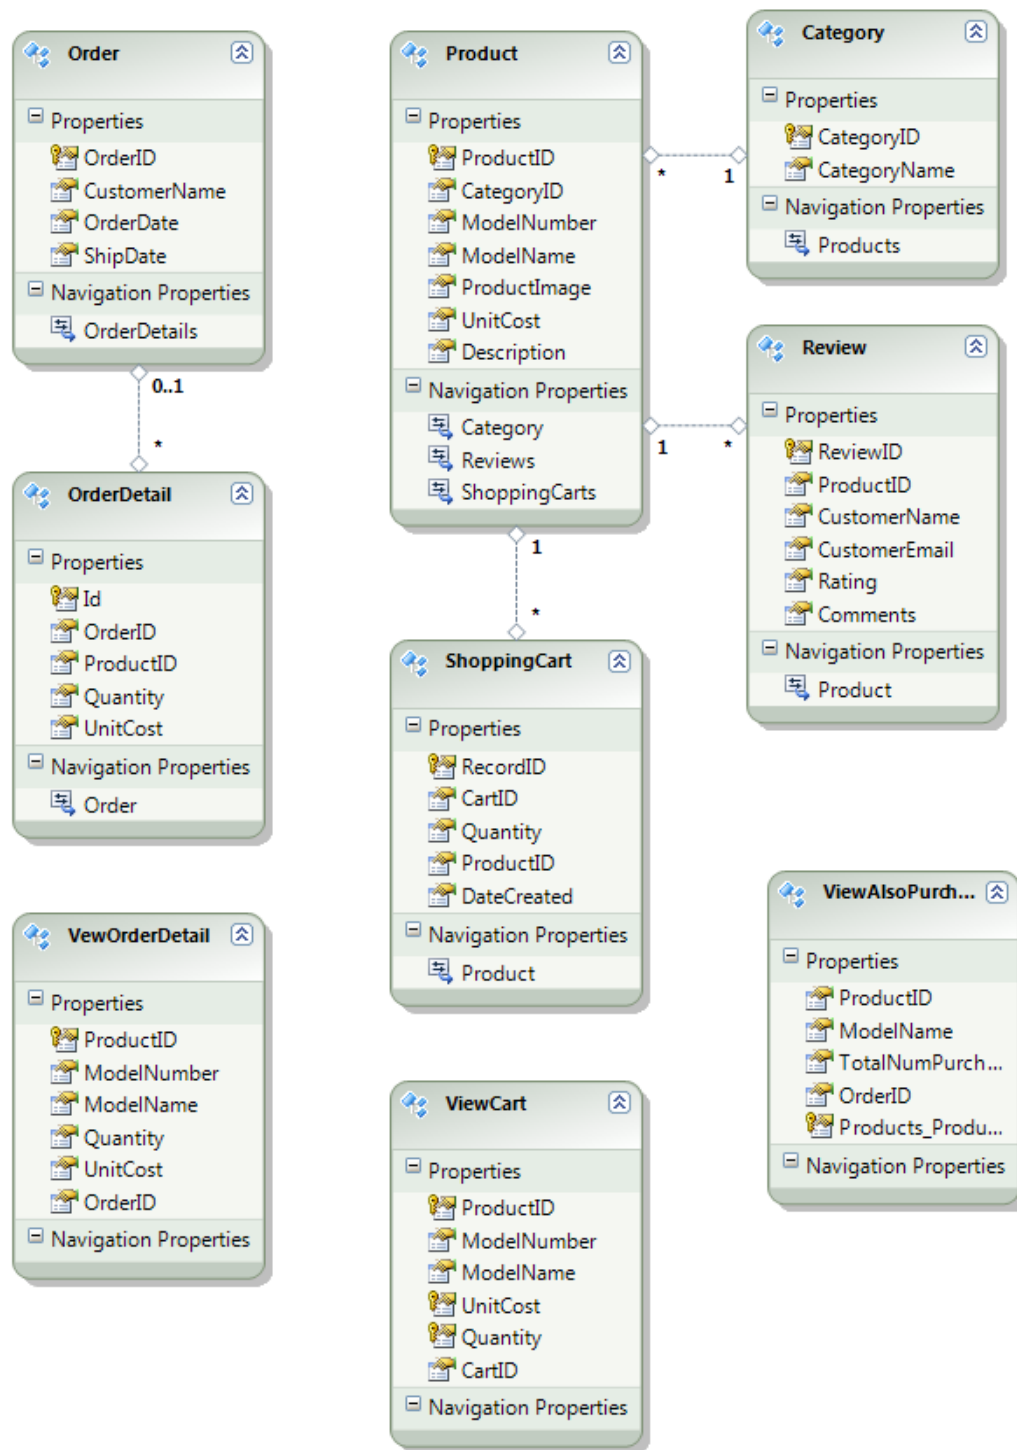 Order
Properties
OrderID
CustomerName
OrderDate
ShipDate
Navigation Properties
OrderDetails
0..1
*
OrderDetail
Properties
Id
OrderID
ProductID
Quantity
UnitCost
Navigation Properties
Order
VewOrderDetail
Properties
ProductID
ModelNumber
ModelName
Quantity
UnitCost
OrderID
Navigation Properties
Product
Properties
ProductID
CategoryID
ModelNumber
ModelName
ProductImage
UnitCost
Description
Navigation Properties
Category
Reviews
ShoppingCarts
* 1
1 *
1
*
ShoppingCart
Properties
RecordID
CartID
Quantity
ProductID
DateCreated
Navigation Properties
Product
ViewCart
Properties
ProductID
ModelNumber
ModelName
UnitCost
Quantity
CartID
Navigation Properties
Category
Properties
CategoryID
CategoryName
Navigation Properties
Products
Review
Properties
ReviewID
ProductID
CustomerName
CustomerEmail
Rating
Comments
Navigation Properties
Product
ViewAlsoPurch...
Properties
ProductID
ModelName
TotalNumPurch...
OrderID
Products_Produ...
Navigation Properties